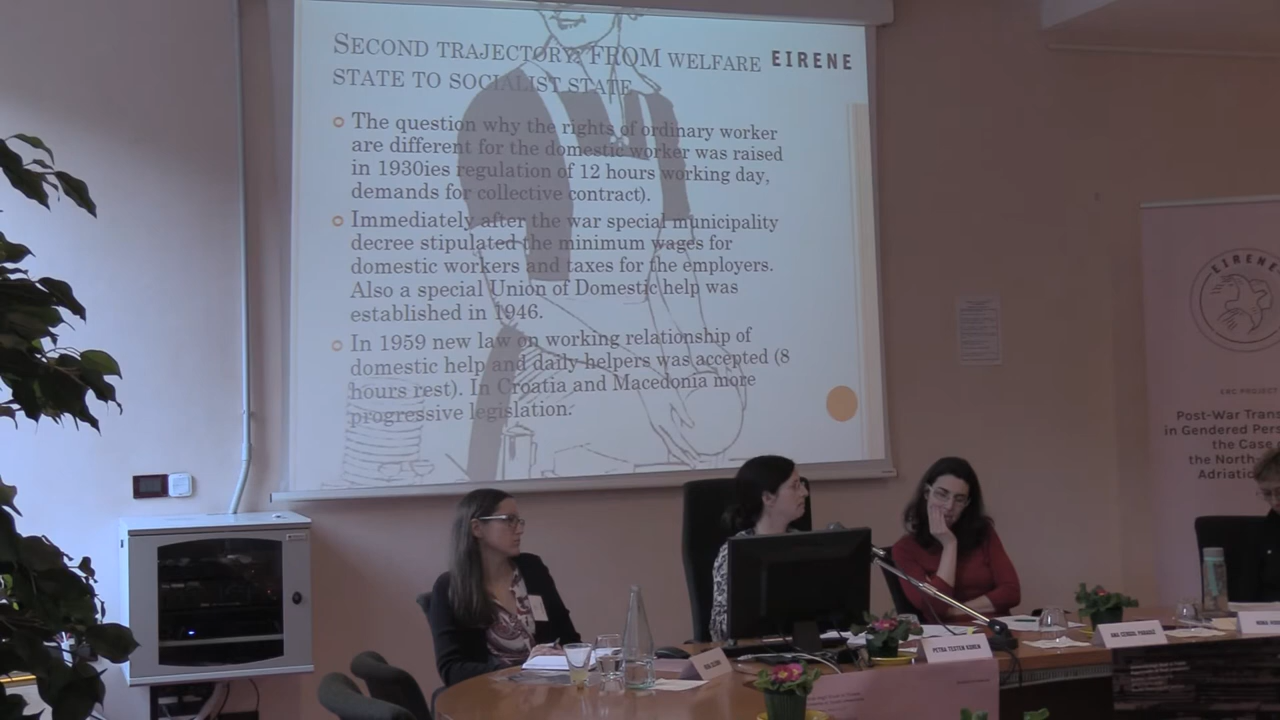 SECOND TRAJECTORY: FROM WELFARE
STATE TO SOCIALIST STATE
EIRENE
The question why the rights of ordinary worker
are different for the domestic worker was raised
in 1930ies regulation of 12 hours working day,
demands for collective contract).
Immediately after the war special municipality
decree stipulated the minimum wages for
domestic workers and taxes for the employers.
Also a special Union of Domestic help was
established in 1946.
In 1959 new law on working relationship of
domestic help and daily helpers was accepted (8
hours rest). In Croatia and Macedonia more
progressive legislation.
EIRENE
ERC PROJECT
Post-War Trans
in Gendered Pers
the Case
the North-
Adriati
PETRA TESTEN KOREN